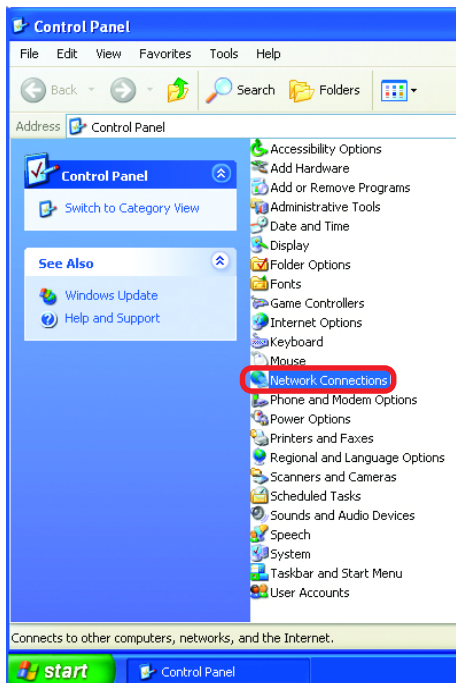 Control Panel
File Edit View Favorites Tools Help
Back Search Folders
Address Control Panel
Control Panel
Switch to Category View
See Also
Windows Update
Help and Support
Accessibility Options
Add Hardware
Add or Remove Programs
Administrative Tools
Date and Time
Display
Folder Options
Fonts
Game Controllers
Internet Options
Keyboard
Mouse
Network Connections
Phone and Modem Options
Power Options
Printers and Faxes
Regional and Language Options
Scanners and Cameras
Scheduled Tasks
Sounds and Audio Devices
Speech
System
Taskbar and Start Menu
User Accounts
Connects to other computers, networks, and the Internet.
start Control Panel